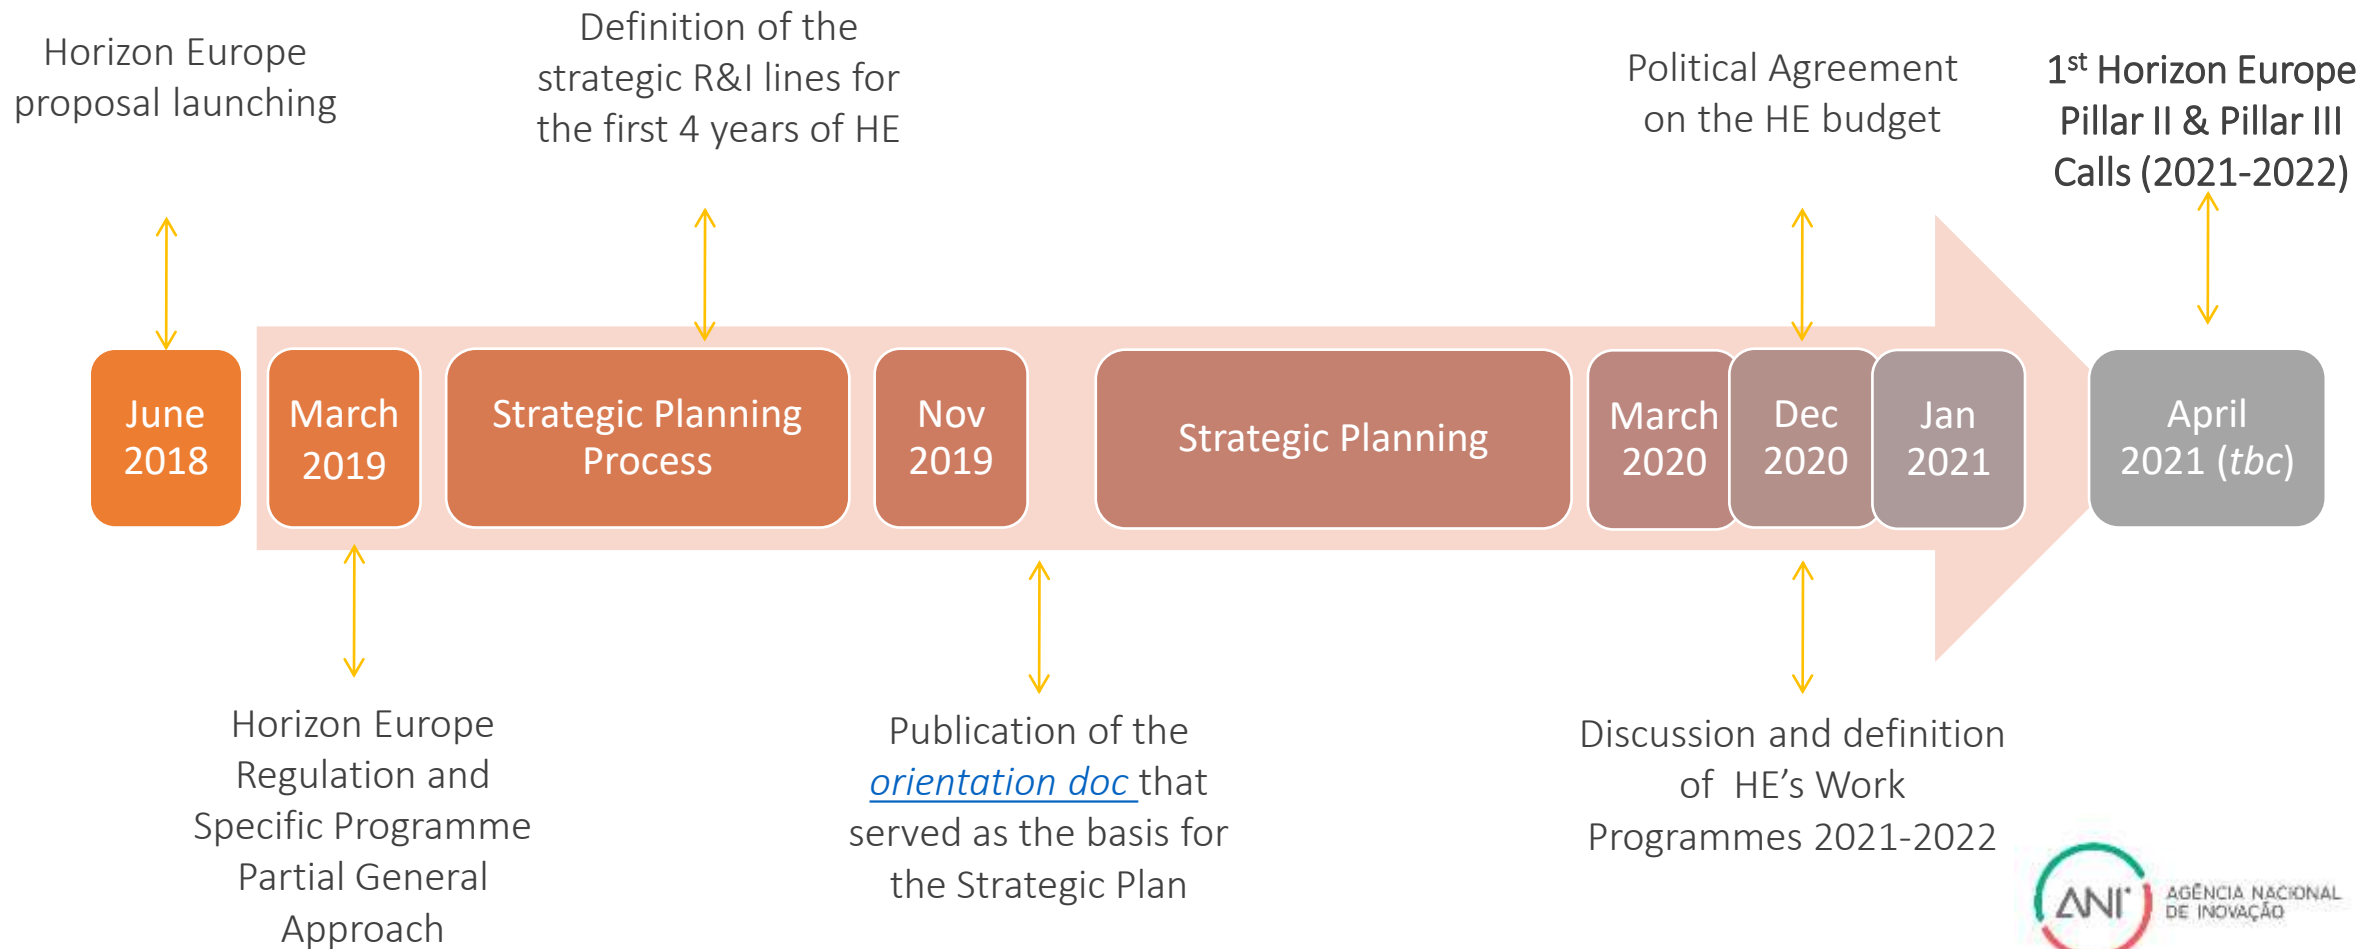 Horizon Europe
proposal launching
Definition of the
strategic R&I lines for
the first 4 years of HE
Political Agreement
on the HE budget
1st Horizon Europe
Pillar II & Pillar III
Calls (2021-2022)
June
2018
March
2019
Strategic Planning
Process
Nov
2019
Strategic Planning
March
2020
Dec
2020
Jan
2021
April
2021 (tbc)
Horizon Europe
Regulation and
Specific Programme
Partial General
Approach
Publication of the
orientation doc that
served as the basis for
the Strategic Plan
Discussion and definition
of HE’s Work
Programmes 2021-2022
ANI
AGÊNCIA NACIONAL
DE INOVAÇÃO